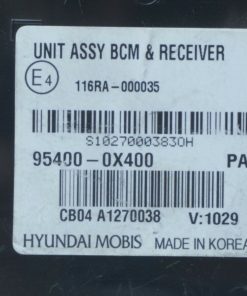 UNIT ASSY BCM & RECEIVER
E4
116RA-000035
S10270003830H
95400-0X400 PA
CB04 A1270038 V:1029
HYUNDAI MOBIS MADE IN KOREA